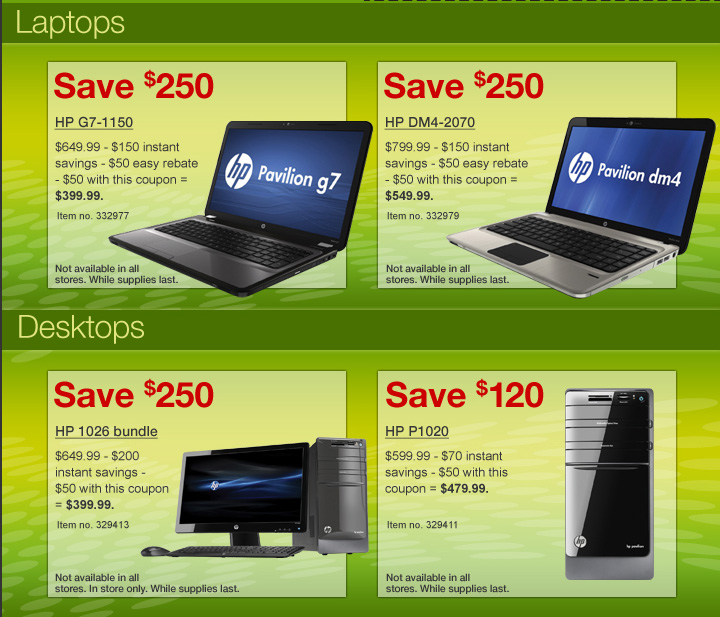 Laptops
Save $250
HP G7-1150
$649.99 - $150 instant
savings - $50 easy rebate
- $50 with this coupon =
$399.99.
Item no. 332977
Not available in all
stores. While supplies last.
hp Pavilion g7
Save $250
HP DM4-2070
$799.99 - $150 instant
savings - $50 easy rebate
- $50 with this coupon =
$549.99.
Item no. 332979
Not available in all
stores. While supplies last.
hp Pavilion dm4
Desktops
Save $250
HP 1026 bundle
$649.99 - $200
instant savings -
$50 with this coupon
= $399.99.
Item no. 329413
Not available in all
stores. In store only. While supplies last.
hp
Save $120
HP P1020
$599.99 - $70 instant
savings - $50 with this
coupon = $479.99.
Item no. 329411
Not available in all
stores. While supplies last.
hp
hp pavilion